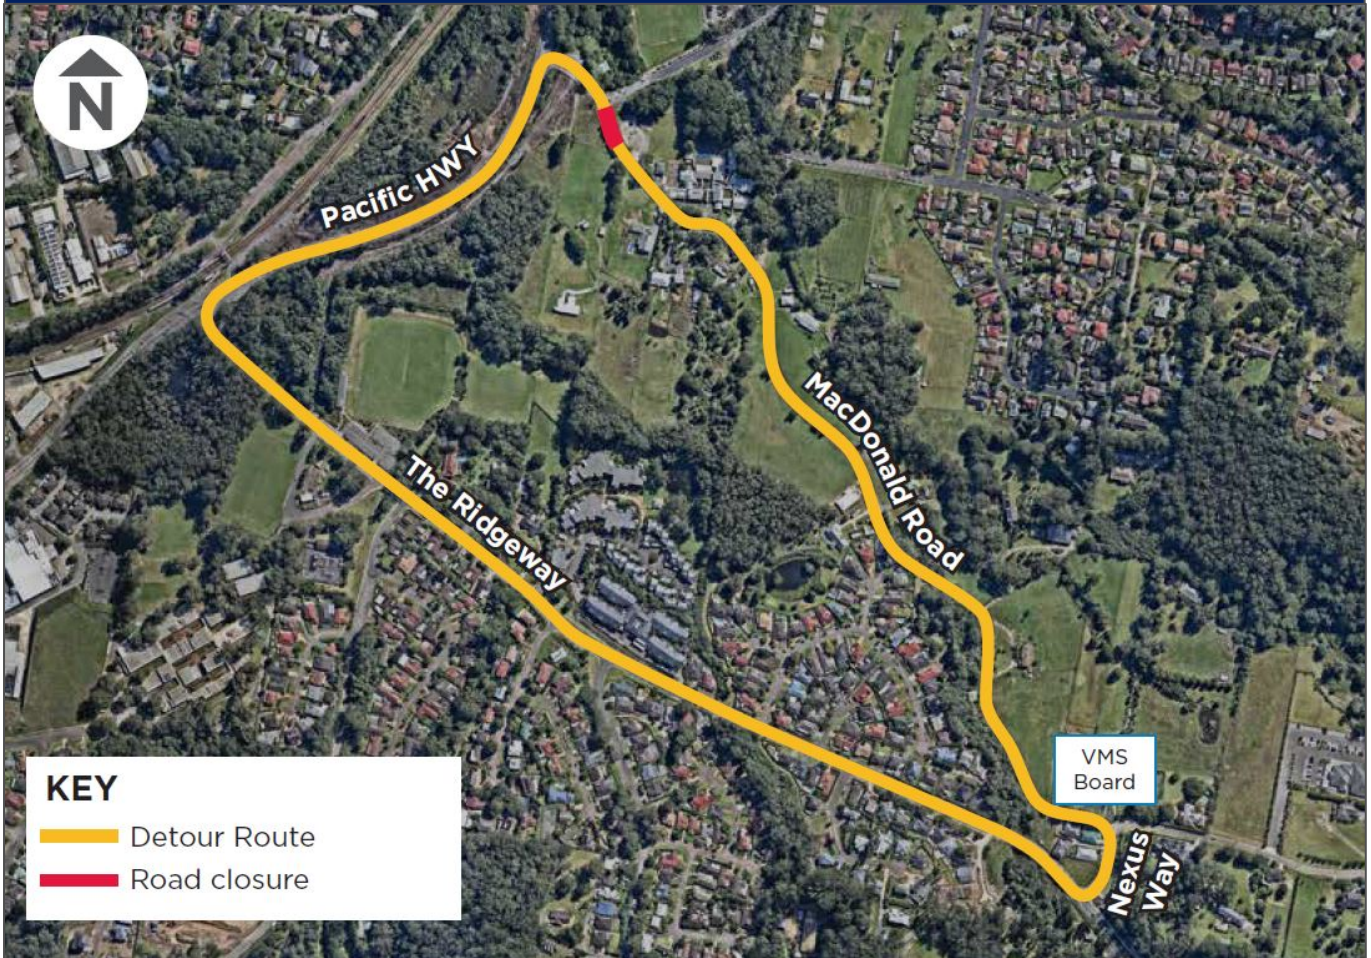 N
Pacific HWY
The Ridgeway
MacDonald Road
VMS
Board
Nexus
Way
KEY
Detour Route
Road closure